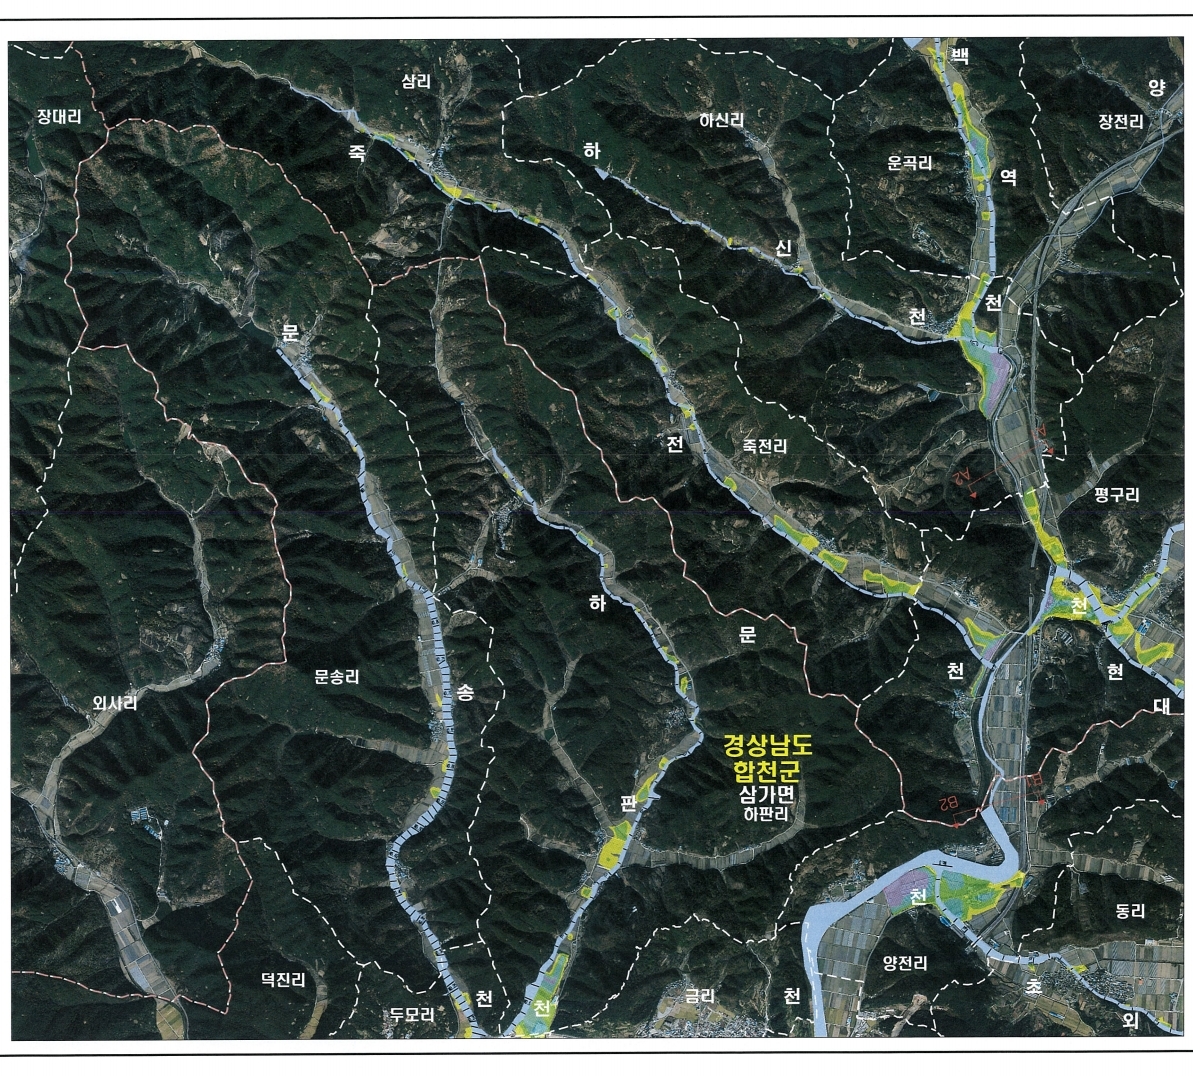 백
삼리
양
장대리
하신리
장전리
죽
하
운곡리
역
신
천
천
문
전
죽전리
A1
A2
평구리
하
천
문
천
현
문송리
송
외사리
대
경상남도
합천군
삼가면
하판리
판
B1
B2
천
동리
양전리
덕진리
초
금리
천
천
천
두모리
외